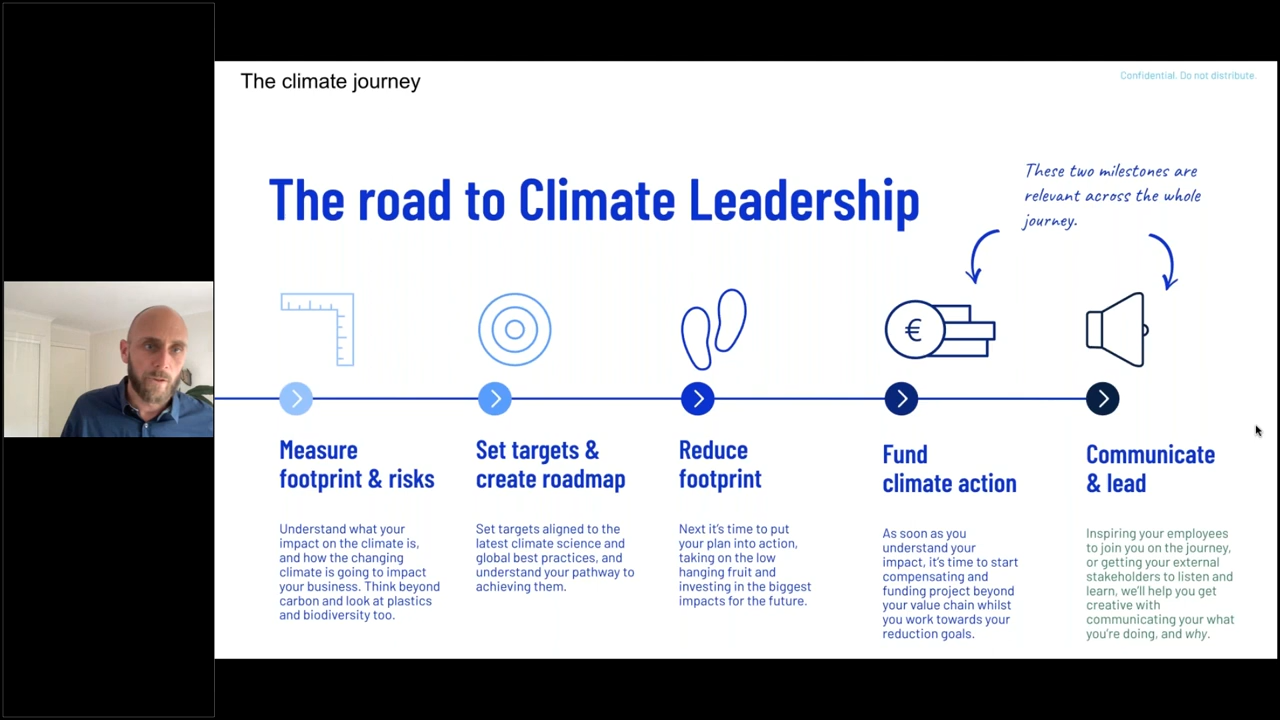 The climate journey
Confidential. Do not distribute.
The road to Climate Leadership
These two milestones are
relevant across the whole
journey.
€
Measure
footprint & risks
Understand what your
impact on the climate is,
and how the changing
climate is going to impact
your business. Think beyond
carbon and look at plastics
and biodiversity too.
Set targets &
create roadmap
Set targets aligned to the
latest climate science and
global best practices, and
understand your pathway to
achieving them.
Reduce
footprint
Next it's time to put
your plan into action,
taking on the low
hanging fruit and
investing in the biggest
impacts for the future.
Fund
climate action
As soon as you
understand your
impact, it's time to start
compensating and
funding project beyond
your value chain whilst
you work towards your
reduction goals.
Communicate
& lead
Inspiring your employees
to join you on the journey,
or getting your external
stakeholders to listen and
learn, we'll help you get
creative with
communicating your what
you're doing, and why.